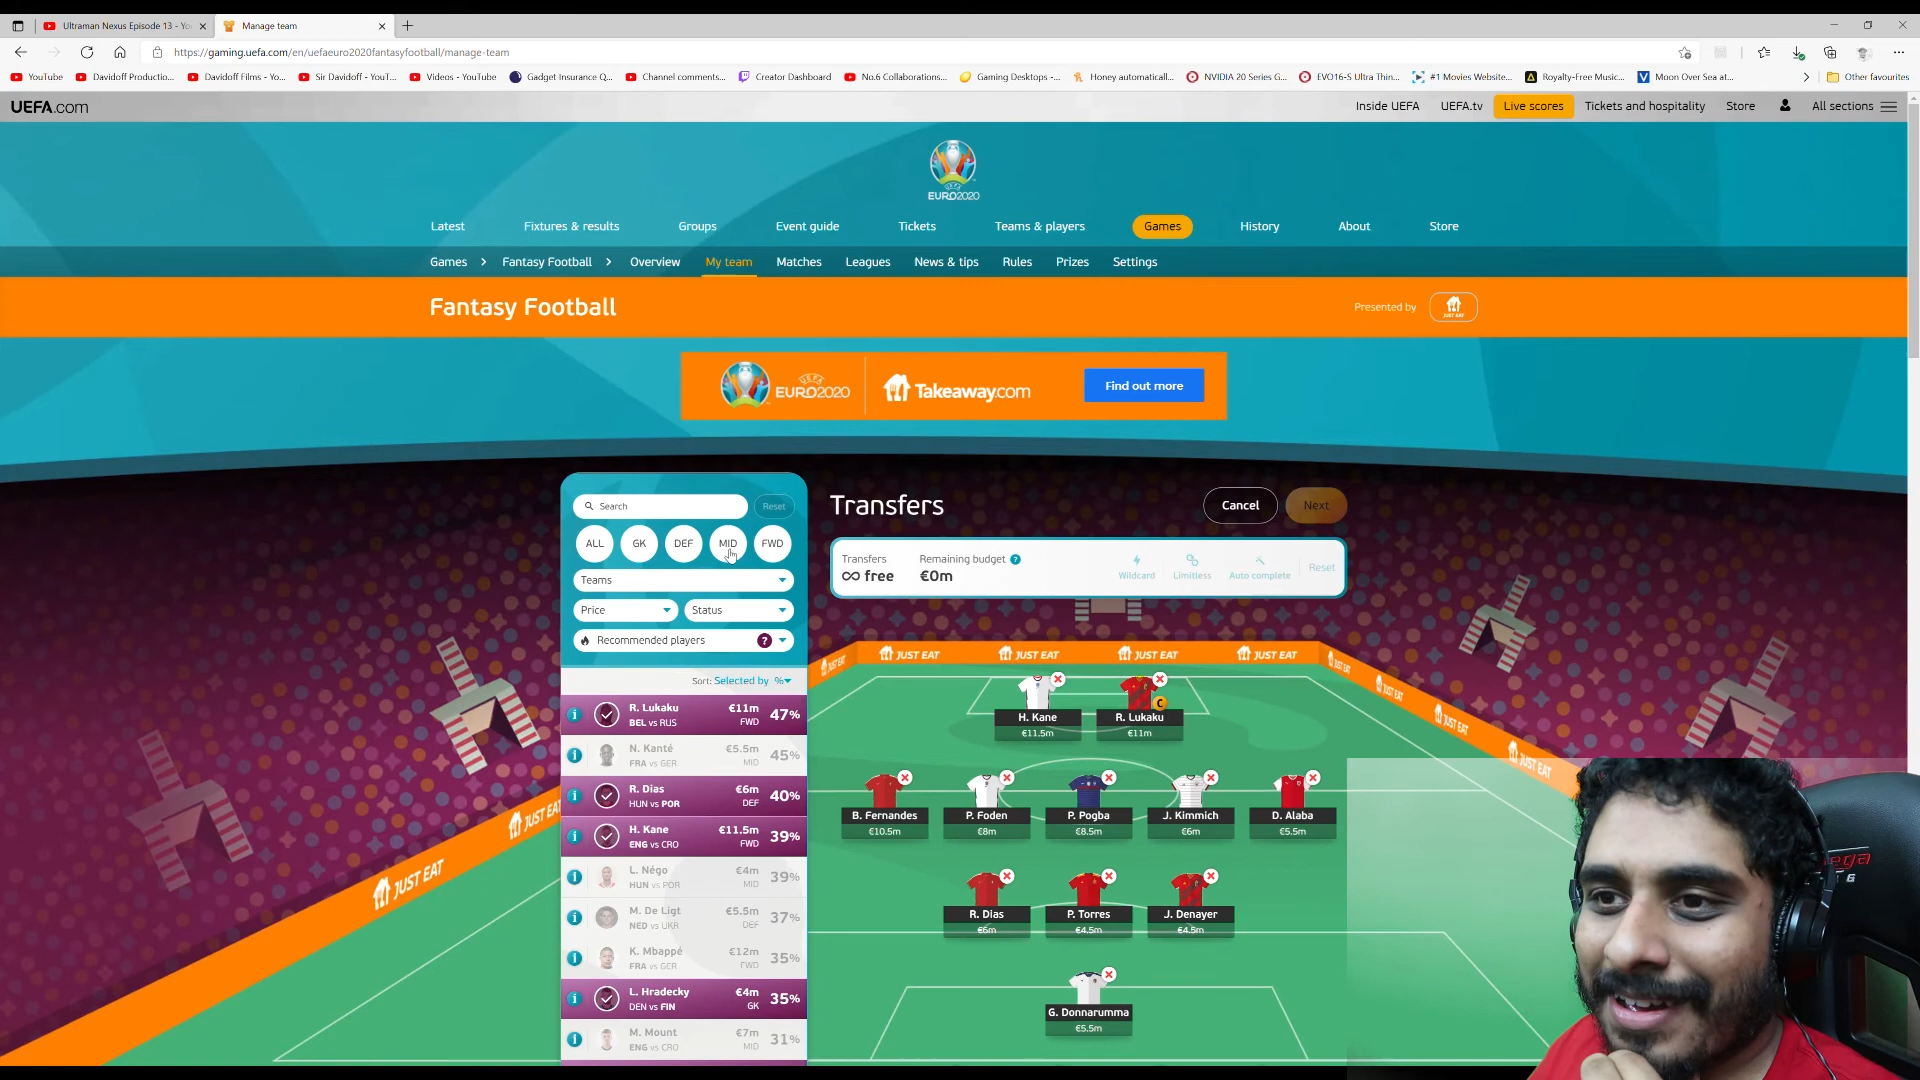 Ultraman Nexus Episode 13 - Yo
Manage team
https://gaming.uefa.com/en/uefaeuro2020fantasyfootball/manage-team
YouTube
Davidoff Productio...
Davidoff Films - Yo...
Sir Davidoff - YouT...
Videos - YouTube
Gadget Insurance Q...
Channel comments...
Creator Dashboard
No.6 Collaborations...
Gaming Desktops -...
Honey automaticall...
NVIDIA 20 Series G...
EVO16-S Ultra Thin...
#1 Movies Website...
Royalty-Free Music...
Moon Over Sea at...
Other favourites
UEFA.com
Inside UEFA
UEFA.tv
Live scores
Tickets and hospitality
Store
All sections
UEFA
EURO2020
Latest
Fixtures & results
Groups
Event guide
Tickets
Teams & players
Games
History
About
Store
Games
Fantasy Football
Overview
My team
Matches
Leagues
News & tips
Rules
Prizes
Settings
Fantasy Football
Presented by
JUST EAT
EURO2020
Takeaway.com
Find out more
Search
Reset
ALL
GK
DEF
MID
FWD
Teams
Price
Status
Recommended players ?
Sort: Selected by %
R. Lukaku €11m 47%
BEL vs RUS FWD
N. Kanté €5.5m 45%
FRA vs GER MID
R. Dias €6m 40%
HUN vs POR DEF
H. Kane €11.5m 39%
ENG vs CRO FWD
L. Négo €4m 39%
HUN vs POR MID
M. De Ligt €5.5m 37%
NED vs UKR DEF
K. Mbappé €12m 35%
FRA vs GER FWD
L. Hradecky €4m 35%
DEN vs FIN GK
M. Mount €7m 31%
ENG vs CRO MID
Transfers
Cancel
Next
Transfers
∞ free
Remaining budget ?
€0m
Wildcard
Limitless
Auto complete
Reset
JUST EAT
JUST EAT
JUST EAT
JUST EAT
JUST EAT
JUST EAT
JUST EAT
JUST EAT
JUST EAT
JUST EAT
H. Kane
€11.5m
C
R. Lukaku
€11m
B. Fernandes
€10.5m
P. Foden
€8m
P. Pogba
€8.5m
J. Kimmich
€6m
D. Alaba
€5.5m
R. Dias
€6m
P. Torres
€4.5m
J. Denayer
€4.5m
G. Donnarumma
€5.5m